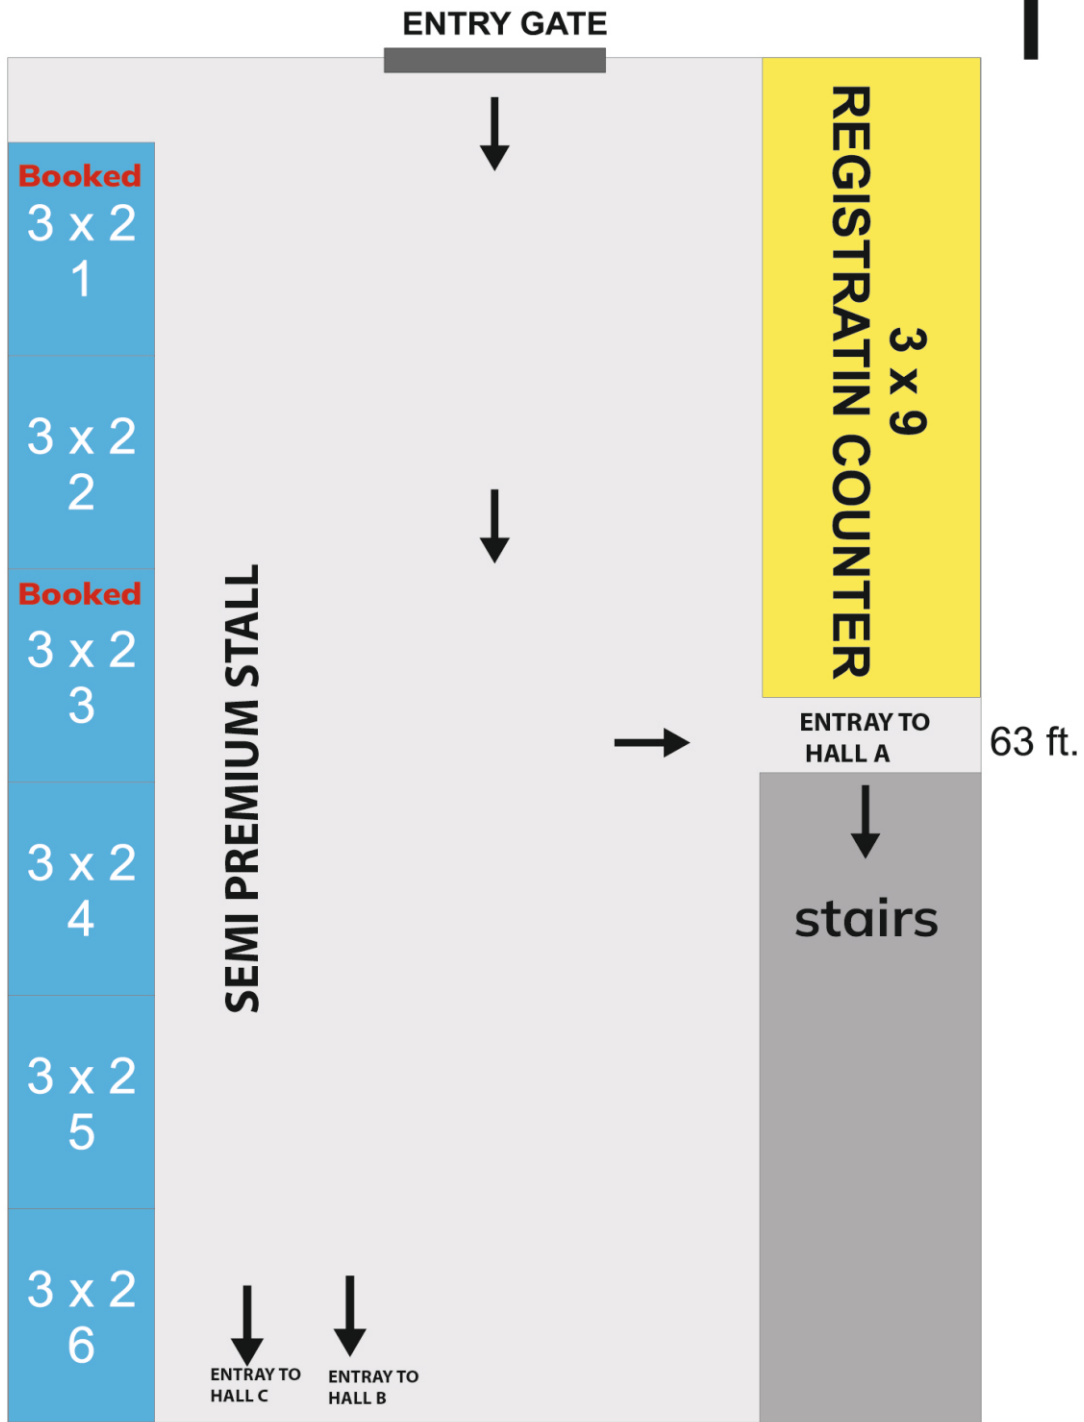 ENTRY GATE
Booked
3 x 2
1
3 x 2
2
Booked
3 x 2
3
3 x 2
4
3 x 2
5
3 x 2
6
SEMI PREMIUM STALL
REGISTRATIN COUNTER
3 x 9
ENTRAY TO
HALL A
63 ft.
stairs
ENTRAY TO
HALL C
ENTRAY TO
HALL B